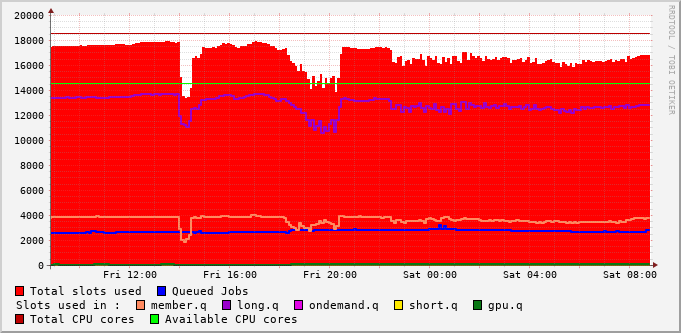 RRDTOOL / TOBI OETIKER
20000
18000
16000
14000
12000
10000
8000
6000
4000
2000
0
Fri 12:00 Fri 16:00 Fri 20:00 Sat 00:00 Sat 04:00 Sat 08:00
Total slots used Queued Jobs
Slots used in : member.q long.q ondemand.q short.q gpu.q
Total CPU cores Available CPU cores